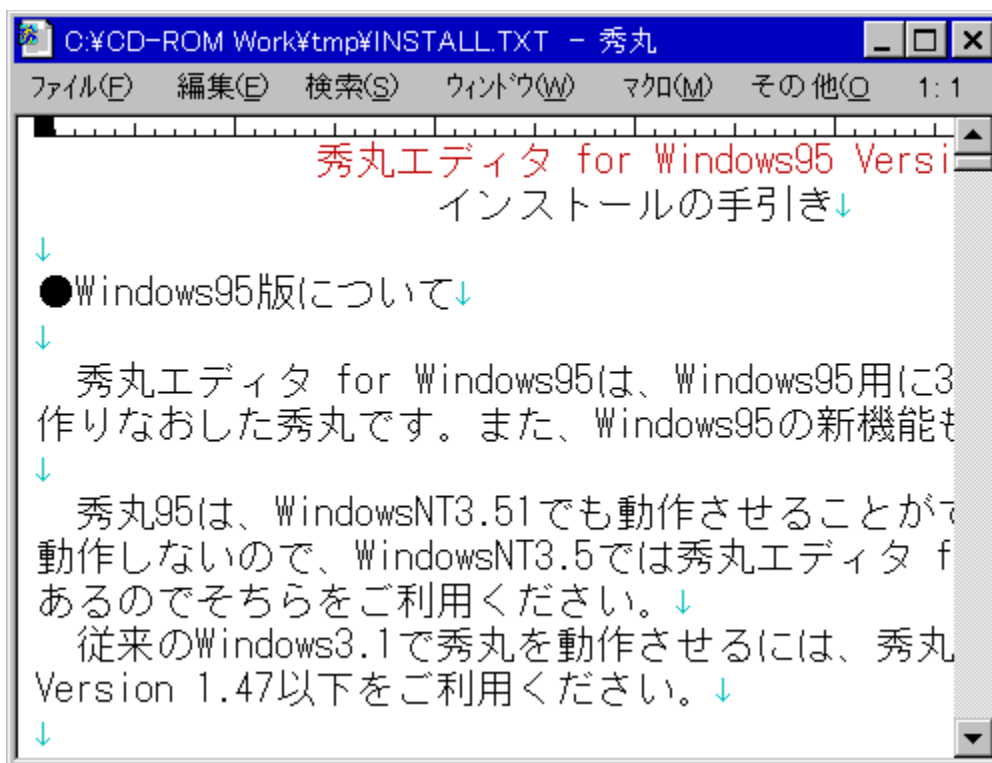 C:¥CD-ROM Work¥tmp¥INSTALL.TXT - 秀丸
ファイル(F) 編集(E) 検索(S) ウィンドウ(W) マクロ(M) その他(O 1: 1
秀丸エディタ for Windows95 Versi
インストールの手引き↓
↓
●Windows95版について↓
↓
秀丸エディタ for Windows95は、Windows95用に3
作りなおした秀丸です。また、Windows95の新機能も
↓
秀丸95は、WindowsNT3.51でも動作させることがで
動作しないので、WindowsNT3.5では秀丸エディタ f
あるのでそちらをご利用ください。↓
従来のWindows3.1で秀丸を動作させるには、秀丸
Version 1.47以下をご利用ください。↓
↓